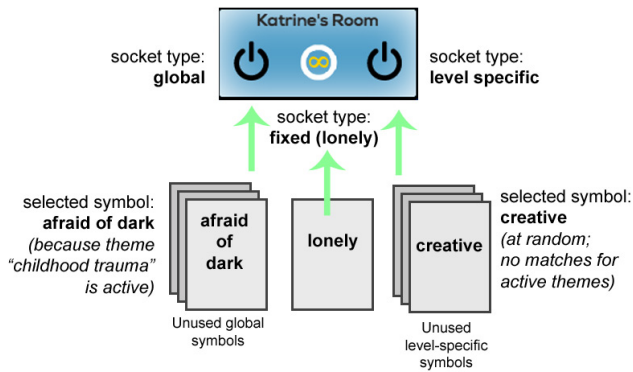 Katrine's Room
socket type:
global
socket type:
level specific
socket type:
fixed (lonely)
selected symbol:
afraid of dark
(because theme
“childhood trauma”
is active)
afraid
of
dark
lonely
creative
selected symbol:
creative
(at random;
no matches for
active themes)
Unused global
symbols
Unused
level-specific
symbols